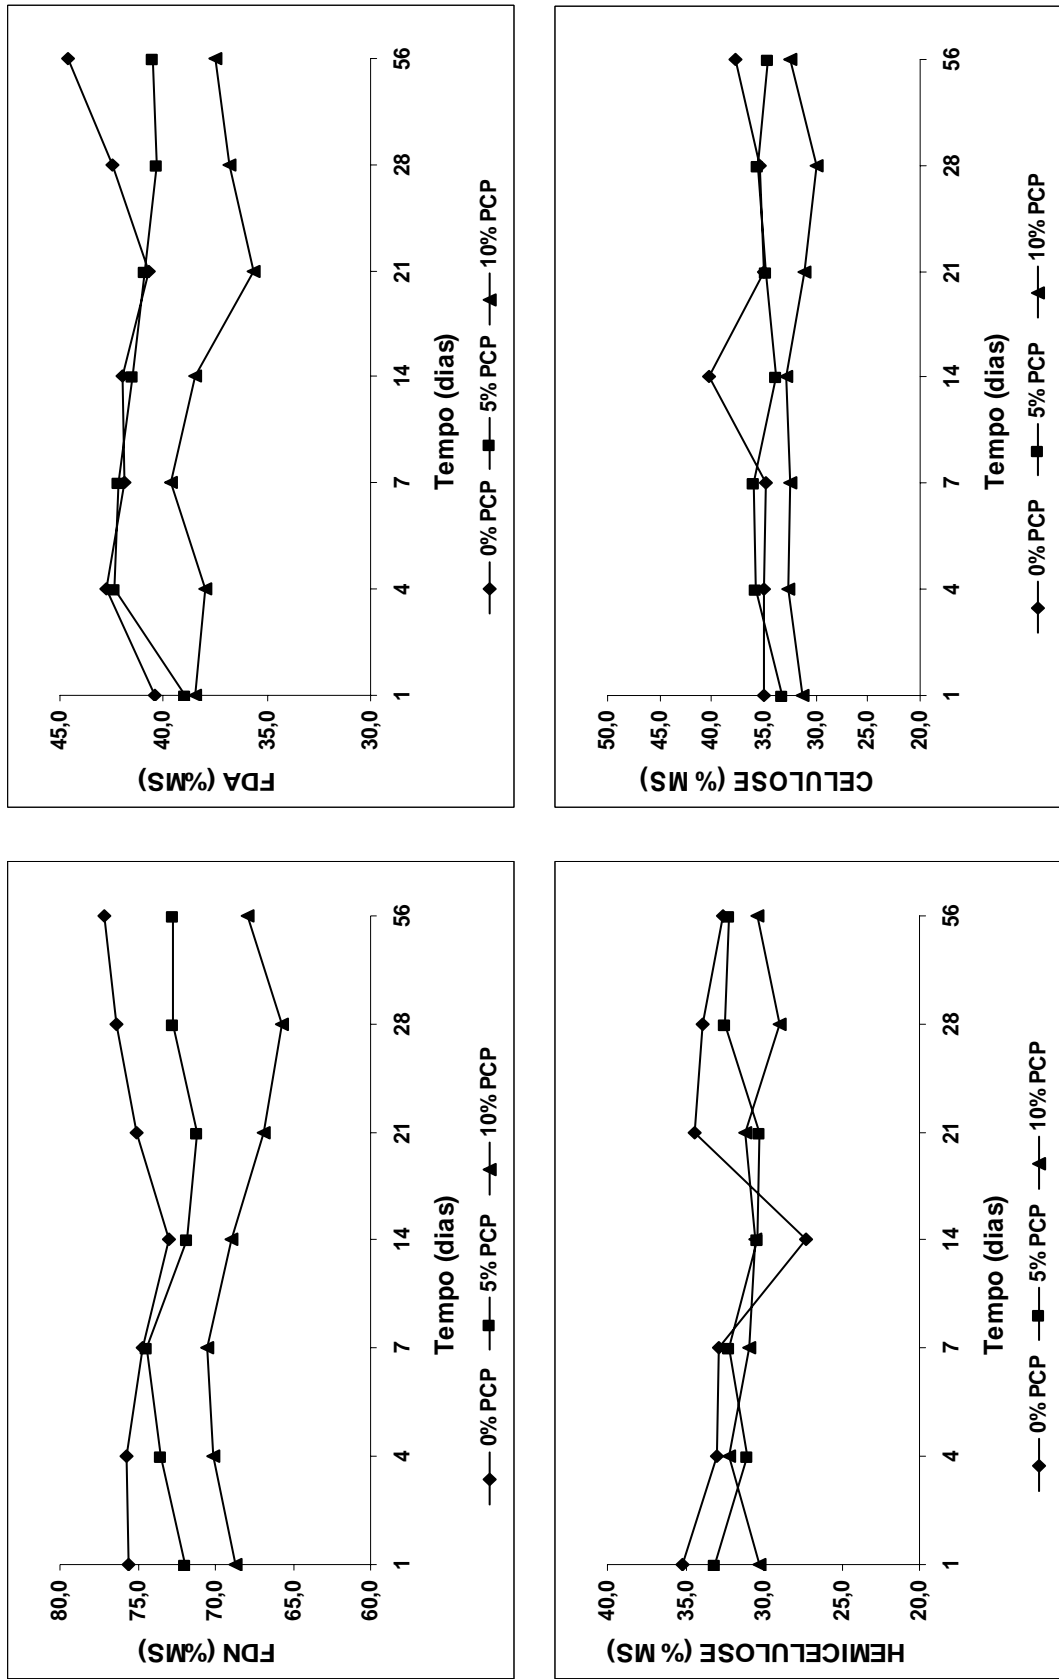 FDN (%MS)
80,0
75,0
70,0
65,0
60,0
1 4 7 14 21 28 56
Tempo (dias)
0% PCP 5% PCP 10% PCP
FDA (%MS)
45,0
40,0
35,0
30,0
1 4 7 14 21 28 56
Tempo (dias)
0% PCP 5% PCP 10% PCP
HEMICELULOSE (% MS)
40,0
35,0
30,0
25,0
20,0
1 4 7 14 21 28 56
Tempo (dias)
0% PCP 5% PCP 10% PCP
CELULOSE (% MS)
50,0
45,0
40,0
35,0
30,0
25,0
20,0
1 4 7 14 21 28 56
Tempo (dias)
0% PCP 5% PCP 10% PCP